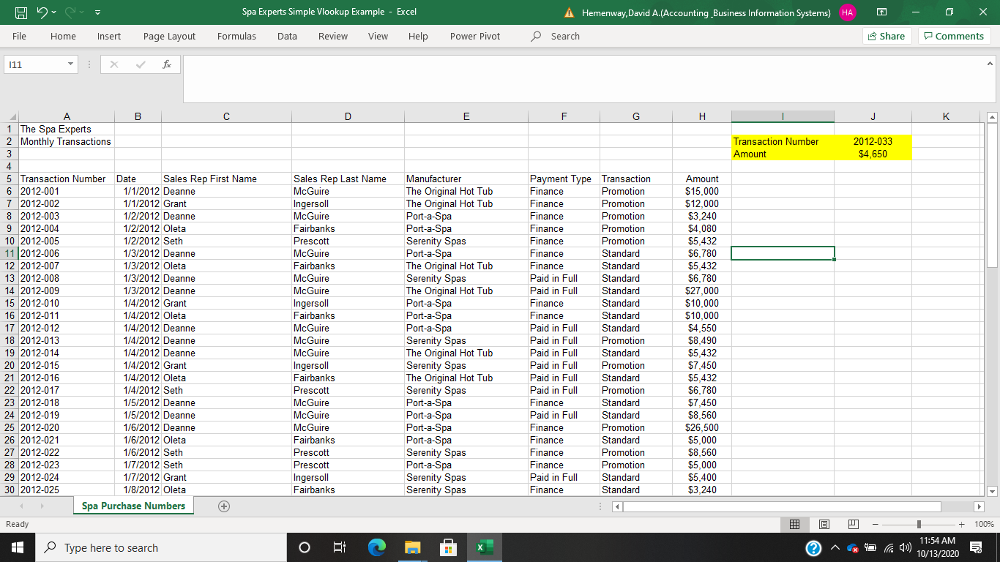 Spa Experts Simple Vlookup Example - Excel
Hemenway,David A.(Accounting_Business Information Systems) HA
File Home Insert Page Layout Formulas Data Review View Help Power Pivot Search Share Comments
I11 fx
A B C D E F G H I J K
1 The Spa Experts
2 Monthly Transactions Transaction Number 2012-033
3 Amount $4,650
4
5 Transaction Number Date Sales Rep First Name Sales Rep Last Name Manufacturer Payment Type Transaction Amount
6 2012-001 1/1/2012 Deanne McGuire The Original Hot Tub Finance Promotion $15,000
7 2012-002 1/1/2012 Grant Ingersoll The Original Hot Tub Finance Promotion $12,000
8 2012-003 1/2/2012 Deanne McGuire Port-a-Spa Finance Promotion $3,240
9 2012-004 1/2/2012 Oleta Fairbanks Port-a-Spa Finance Promotion $4,080
10 2012-005 1/2/2012 Seth Prescott Serenity Spas Finance Promotion $5,432
11 2012-006 1/3/2012 Deanne McGuire Port-a-Spa Finance Standard $6,780
12 2012-007 1/3/2012 Oleta Fairbanks The Original Hot Tub Finance Standard $5,432
13 2012-008 1/3/2012 Deanne McGuire Serenity Spas Paid in Full Standard $6,780
14 2012-009 1/3/2012 Deanne McGuire The Original Hot Tub Paid in Full Standard $27,000
15 2012-010 1/4/2012 Grant Ingersoll Port-a-Spa Finance Standard $10,000
16 2012-011 1/4/2012 Oleta Fairbanks Port-a-Spa Finance Standard $10,000
17 2012-012 1/4/2012 Deanne McGuire Port-a-Spa Paid in Full Standard $4,550
18 2012-013 1/4/2012 Deanne McGuire Serenity Spas Paid in Full Promotion $8,490
19 2012-014 1/4/2012 Deanne McGuire The Original Hot Tub Paid in Full Standard $5,432
20 2012-015 1/4/2012 Grant Ingersoll Serenity Spas Paid in Full Promotion $7,450
21 2012-016 1/4/2012 Oleta Fairbanks The Original Hot Tub Paid in Full Standard $5,432
22 2012-017 1/4/2012 Seth Prescott Serenity Spas Paid in Full Promotion $6,780
23 2012-018 1/5/2012 Deanne McGuire Port-a-Spa Finance Standard $7,450
24 2012-019 1/5/2012 Deanne McGuire Port-a-Spa Paid in Full Standard $8,560
25 2012-020 1/6/2012 Deanne McGuire Port-a-Spa Finance Promotion $26,500
26 2012-021 1/6/2012 Oleta Fairbanks Port-a-Spa Finance Standard $5,000
27 2012-022 1/6/2012 Seth Prescott Serenity Spas Finance Promotion $8,560
28 2012-023 1/7/2012 Seth Prescott Port-a-Spa Finance Promotion $5,000
29 2012-024 1/7/2012 Grant Ingersoll Serenity Spas Paid in Full Standard $5,400
30 2012-025 1/8/2012 Oleta Fairbanks Serenity Spas Finance Standard $3,240
Spa Purchase Numbers
Ready 100%
Type here to search
11:54 AM
10/13/2020